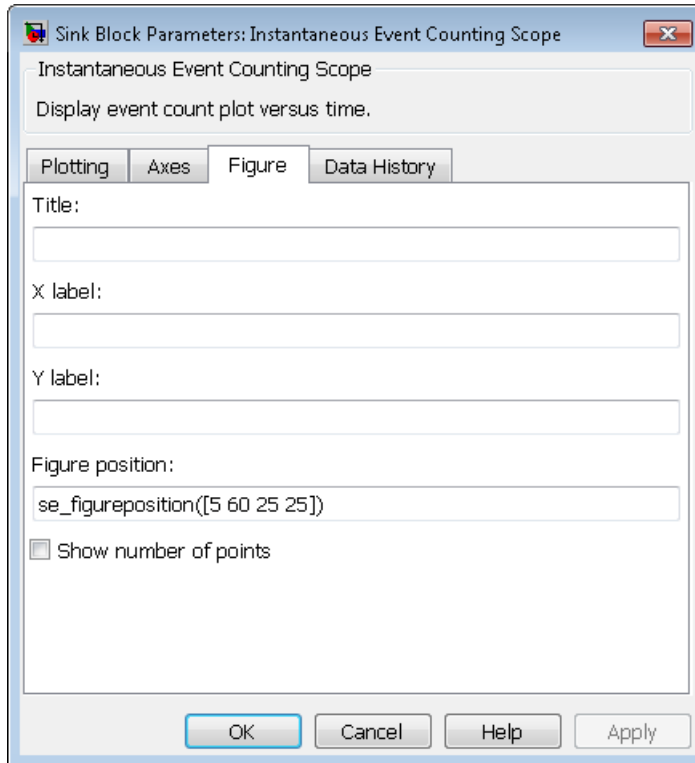 Sink Block Parameters: Instantaneous Event Counting Scope
Instantaneous Event Counting Scope
Display event count plot versus time.
Plotting Axes Figure Data History
Title:
X label:
Y label:
Figure position:
se_figureposition([5 60 25 25])
Show number of points
OK Cancel Help Apply